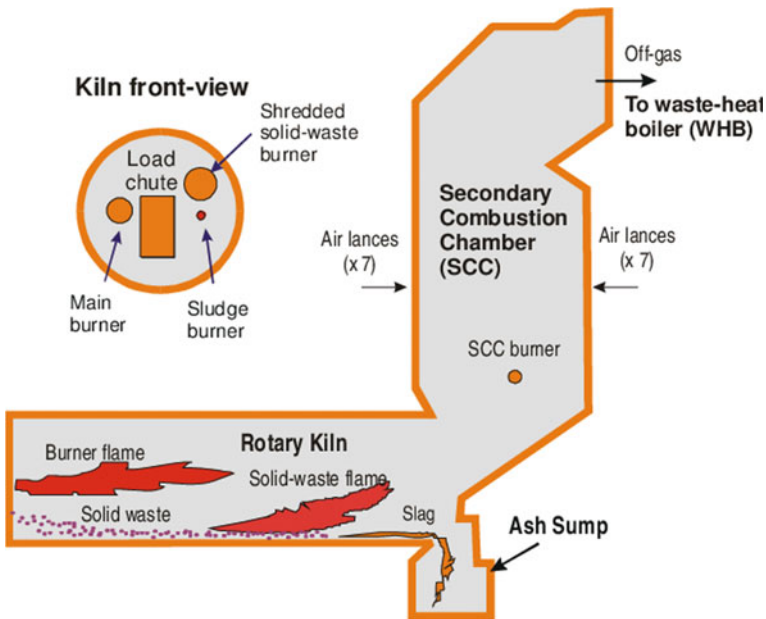 Off-gas
To waste-heat
boiler (WHB)
Kiln front-view
Shredded
solid-waste
burner
Load
chute
Main
burner
Sludge
burner
Secondary
Combustion
Chamber
(SCC)
Air lances
(x 7)
Air lances
(x 7)
SCC burner
Rotary Kiln
Burner flame
Solid-waste flame
Solid waste
Slag
Ash Sump